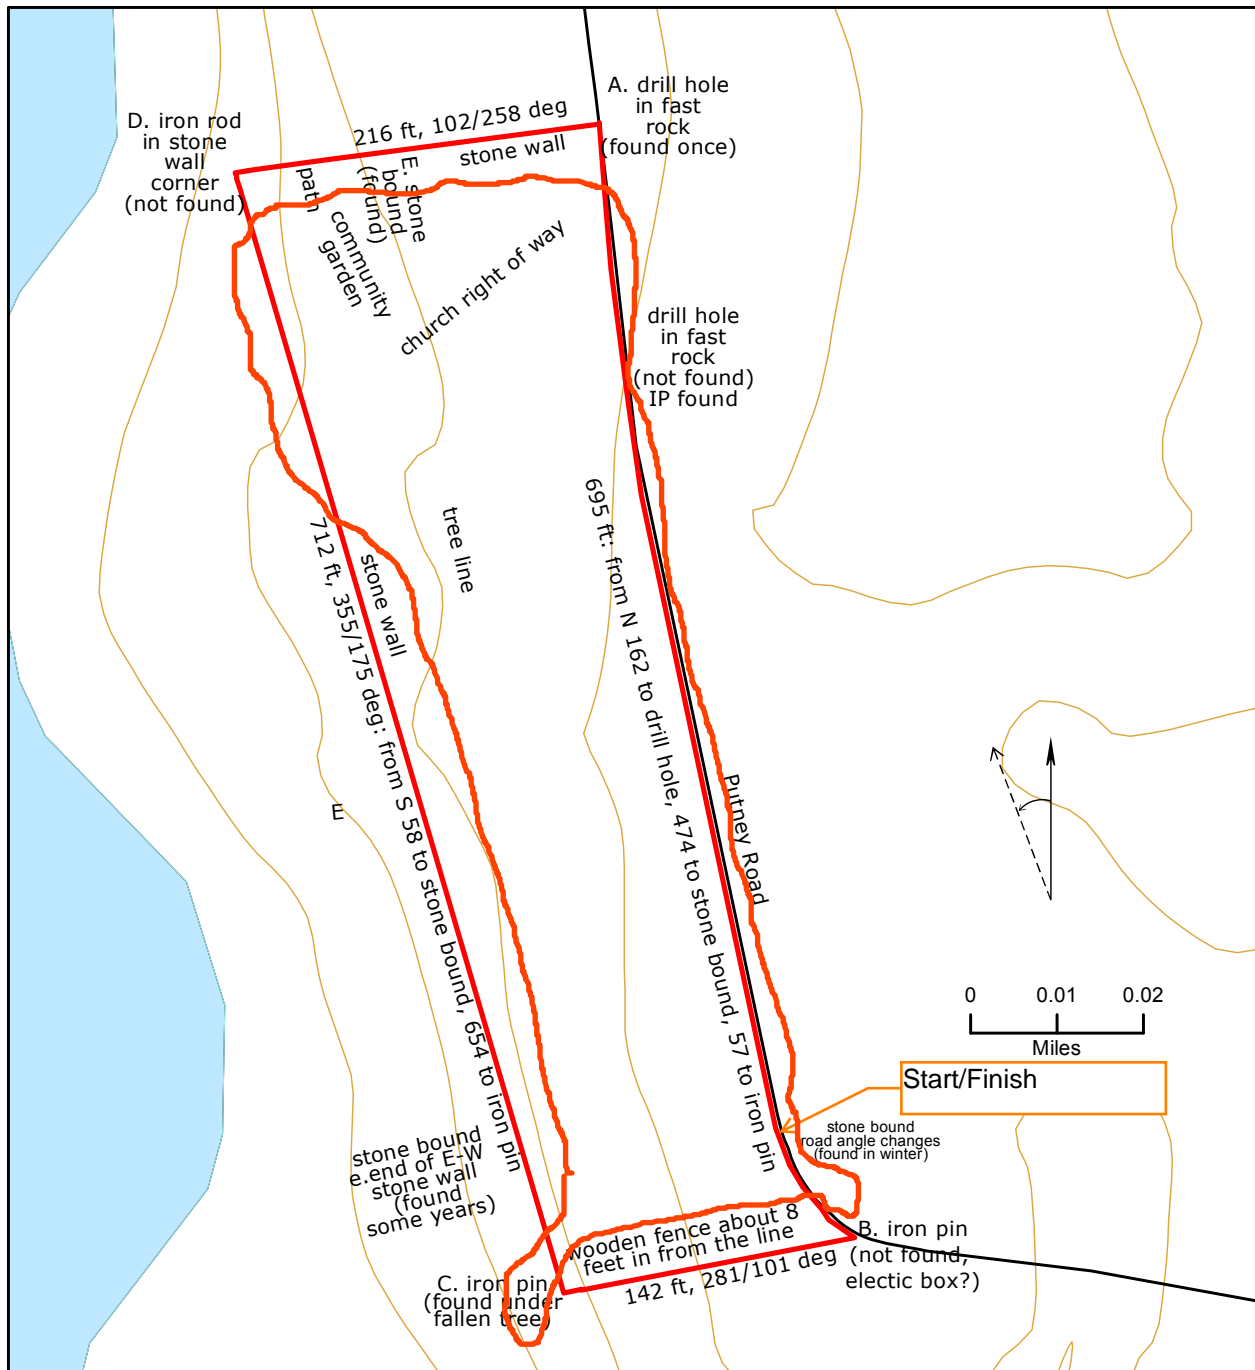 A. drill hole
in fast
rock
(found once)
D. iron rod
in stone
wall
corner
(not found)
216 ft, 102/258 deg
stone wall
E. stone
bound
(found)
path
community
garden
church right of way
drill hole
in fast
rock
(not found)
IP found
tree line
stone wall
712 ft, 355/175 deg: from S 58 to stone bound, 654 to iron pin
695 ft: from N 162 to drill hole, 474 to stone bound, 57 to iron pin
Putney Road
E
0 0.01 0.02
Miles
Start/Finish
stone bound
road angle changes
(found in winter)
stone bound
e.end of E-W
stone wall
(found
some years)
wooden fence about 8
feet in from the line
B. iron pin
(not found,
electic box?)
142 ft, 281/101 deg
C. iron pin
(found under
fallen tree)